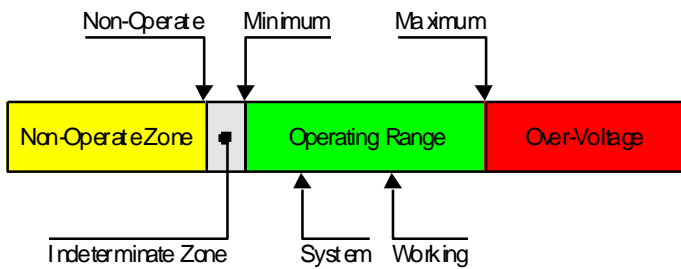 Non-Operate Minimum Maximum
Non-Operate Zone Operating Range Over-Voltage
Indeterminate Zone System Working